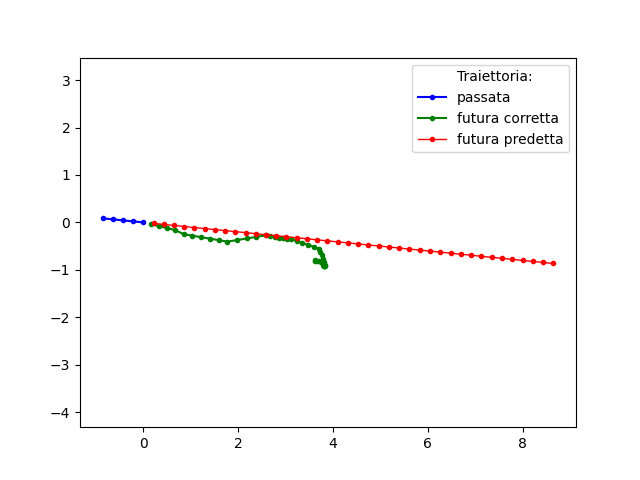 Traiettoria:
passata
futura corretta
futura predetta
3
2
1
0
−1
−2
−3
−4
0 2 4 6 8